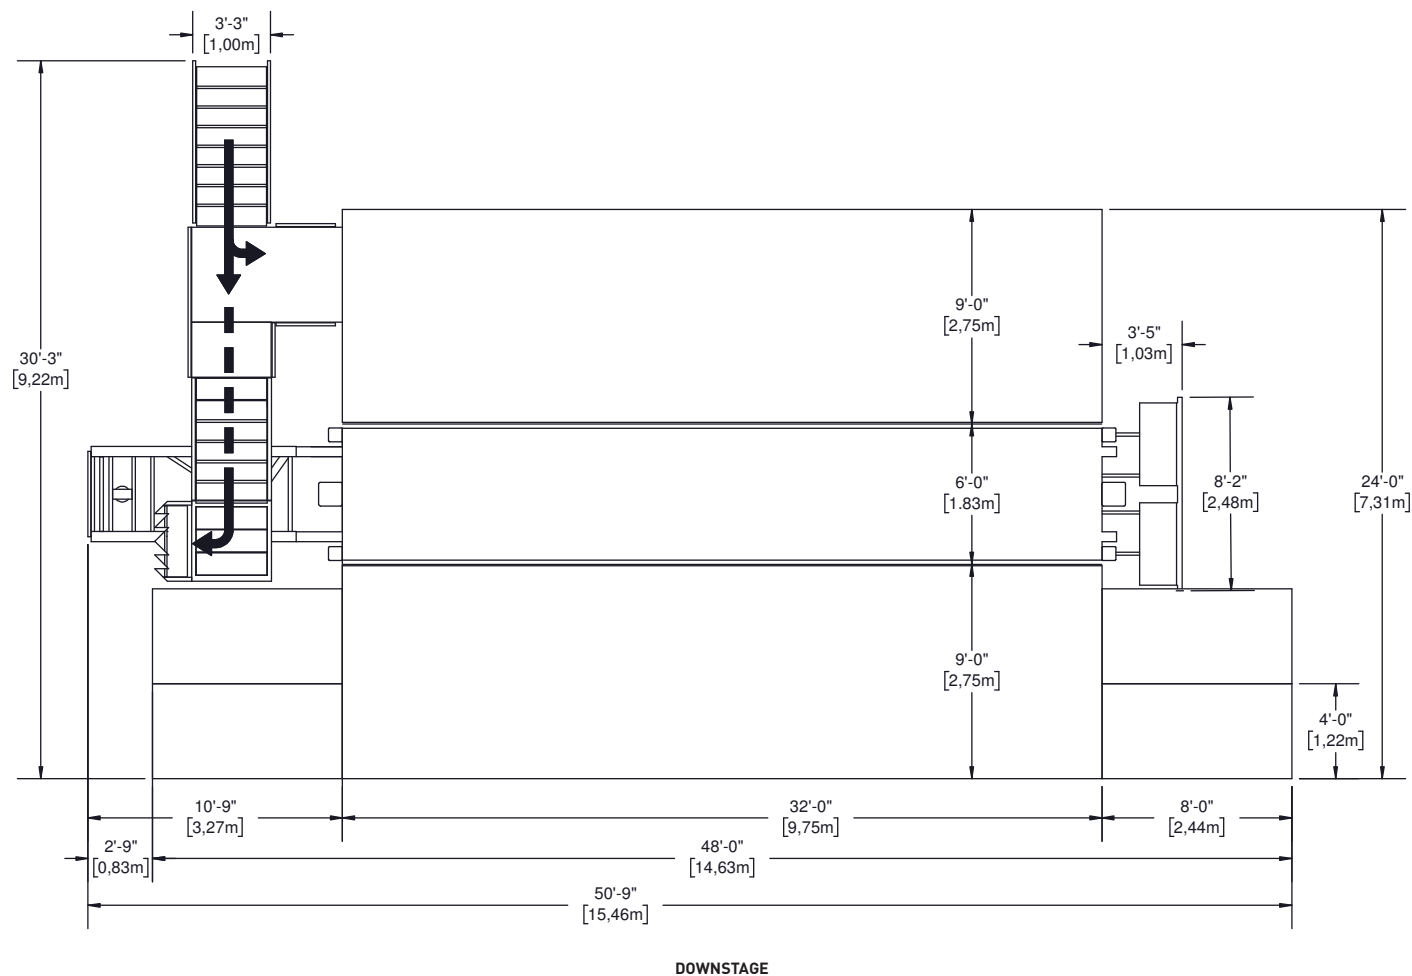 3'-3"
[1,00m]
9'-0"
[2,75m]
3'-5"
[1,03m]
30'-3"
[9,22m]
6'-0"
[1.83m]
8'-2"
[2,48m]
24'-0"
[7,31m]
9'-0"
[2,75m]
4'-0"
[1,22m]
10'-9"
[3,27m]
32'-0"
[9,75m]
8'-0"
[2,44m]
2'-9"
[0,83m]
48'-0"
[14,63m]
50'-9"
[15,46m]
DOWNSTAGE